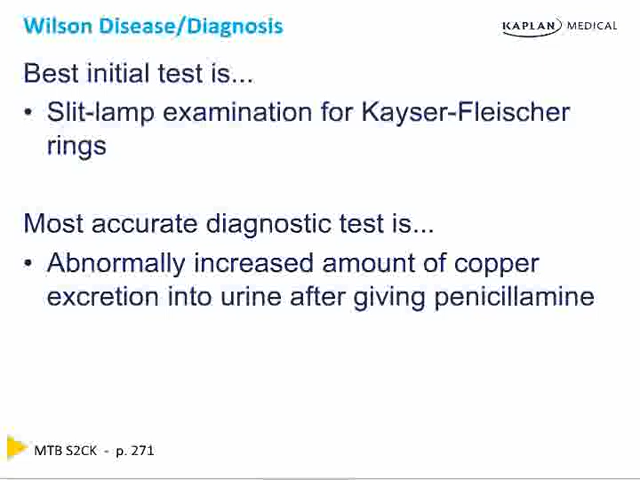 Wilson Disease/Diagnosis
KAPLAN MEDICAL
Best initial test is...
• Slit-lamp examination for Kayser-Fleischer
rings
Most accurate diagnostic test is...
• Abnormally increased amount of copper
excretion into urine after giving penicillamine
MTB S2CK - p. 271